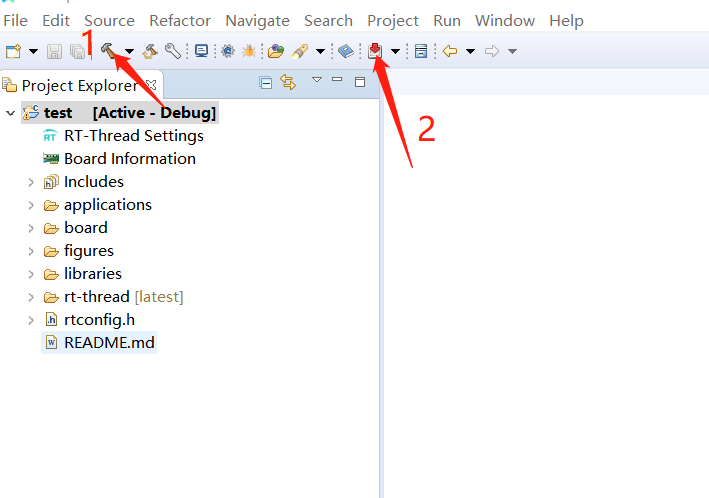 File Edit Source Refactor Navigate Search Project Run Window Help
1
Project Explorer
2
test [Active - Debug]
RT-Thread Settings
Board Information
Includes
applications
board
figures
libraries
rt-thread [latest]
rtconfig.h
README.md